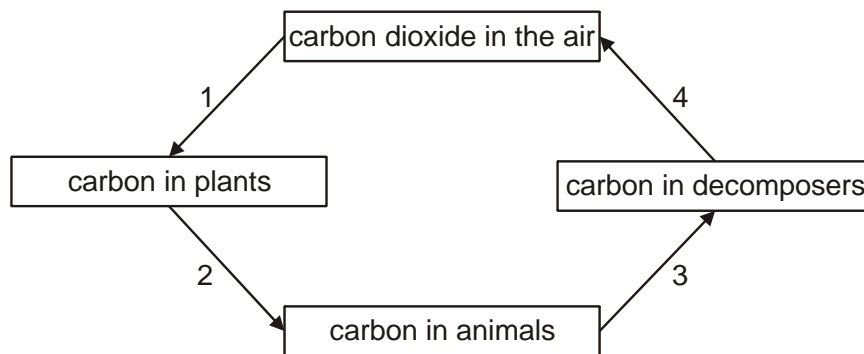 carbon dioxide in the air
1
4
carbon in plants
carbon in decomposers
2
3
carbon in animals